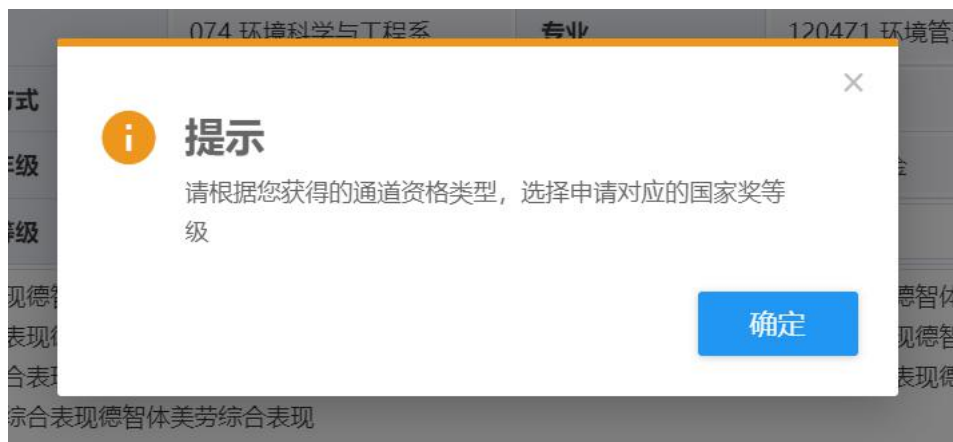 074 环境科学与工程系 专业 120471 环境管
方式
年级
提示
请根据您获得的通道资格类型，选择申请对应的国家奖等
级
等级
确定
现德智 德智体
表现德 现德智
合表现 表现德
综合表现德智体美劳综合表现